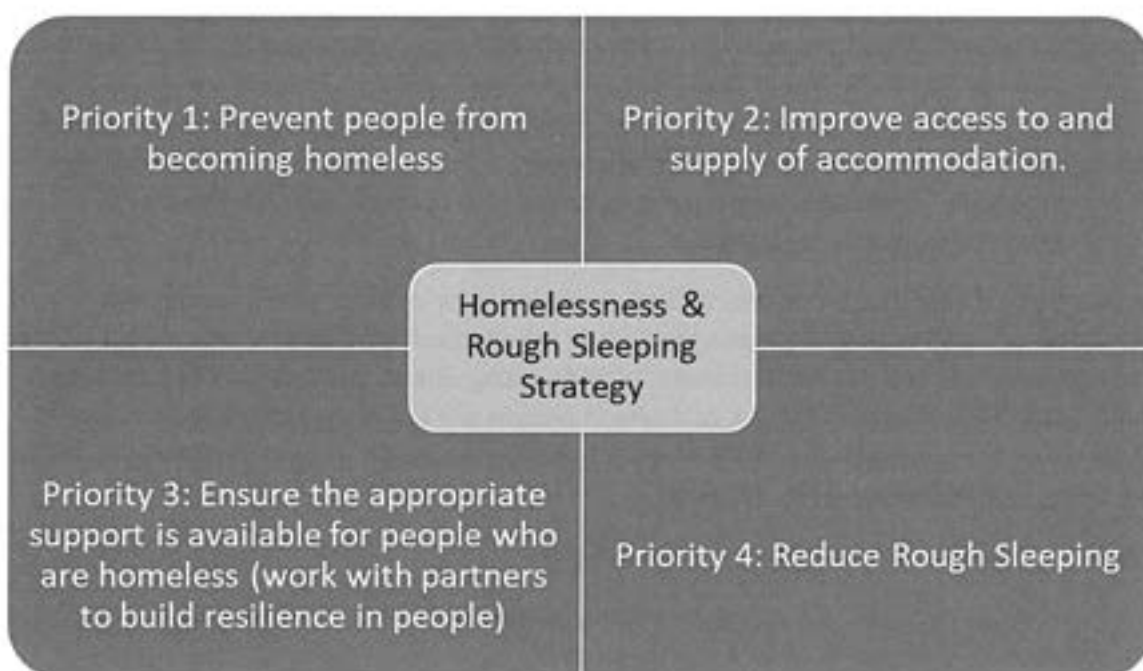 Priority 1: Prevent people from
becoming homeless
Priority 2: Improve access to and
supply of accommodation.
Homelessness &
Rough Sleeping
Strategy
Priority 3: Ensure the appropriate
support is available for people who
are homeless (work with partners
to build resilience in people)
Priority 4: Reduce Rough Sleeping